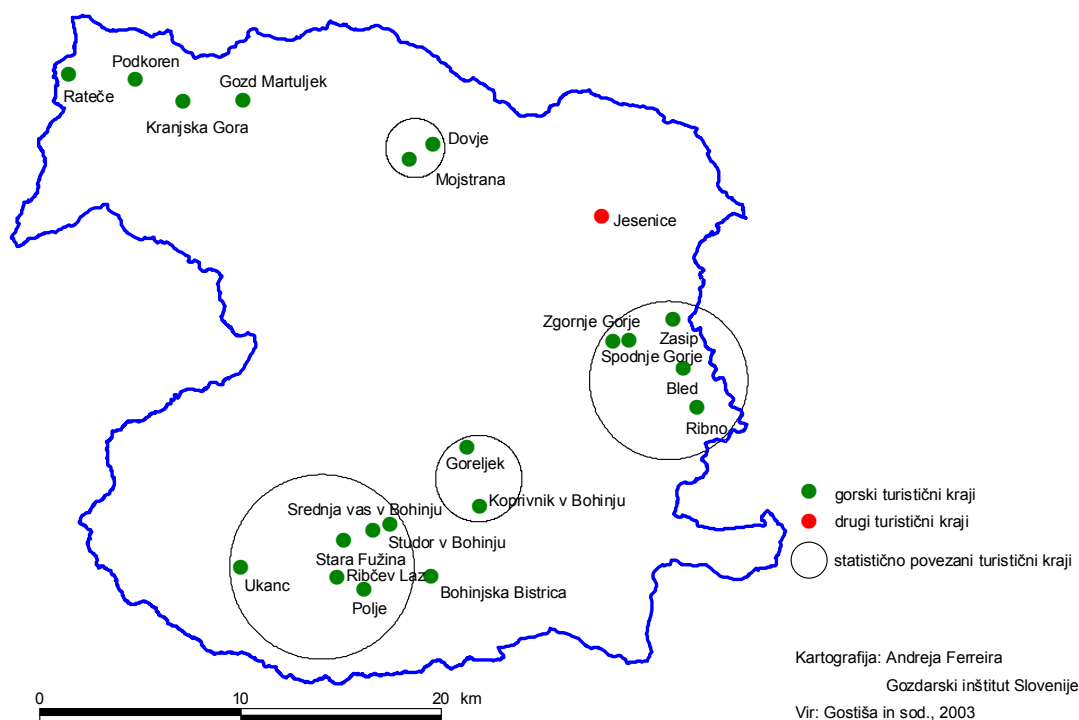 Podkoren
Rateče
Gozd Martuljek
Kranjska Gora
Dovje
Mojstrana
Jesenice
Zgornje Gorje
Zasip
Spodnje Gorje
Bled
Ribno
Goreljek
Koprivnik v Bohinju
Srednja vas v Bohinju
Studor v Bohinju
Stara Fužina
Ribčev Laz
Ukanc
Polje
Bohinjska Bistrica
gorski turistični kraji
drugi turistični kraji
statistično povezani turistični kraji
Kartografija: Andreja Ferreira
Gozdarski inštitut Slovenije
Vir: Gostiša in sod., 2003
0 10 20 km